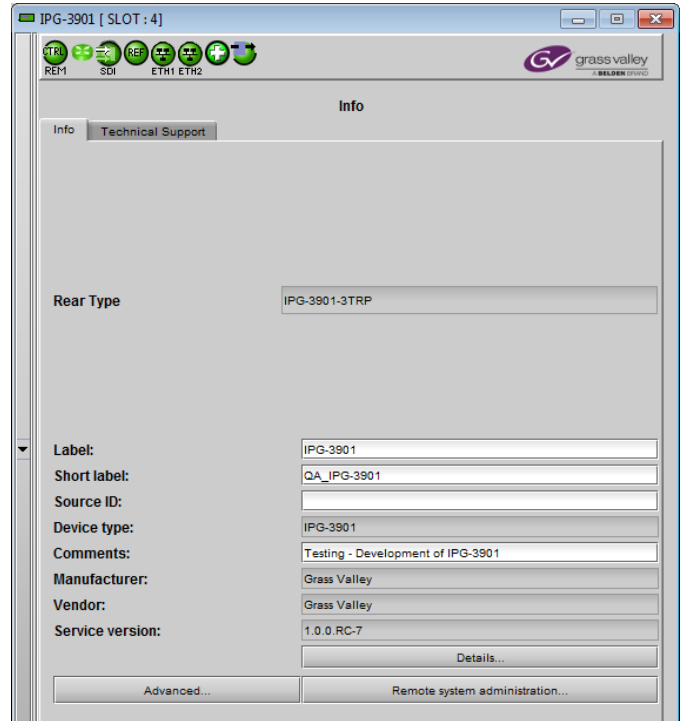 IPG-3901 [ SLOT : 4]
CTRL REF
REM SDI ETH1 ETH2
GV grassvalley
A BELDEN BRAND
Info
Info Technical Support
Rear Type IPG-3901-3TRP
Label: IPG-3901
Short label: QA_IPG-3901
Source ID:
Device type: IPG-3901
Comments: Testing - Development of IPG-3901
Manufacturer: Grass Valley
Vendor: Grass Valley
Service version: 1.0.0.RC-7
Details...
Advanced... Remote system administration...